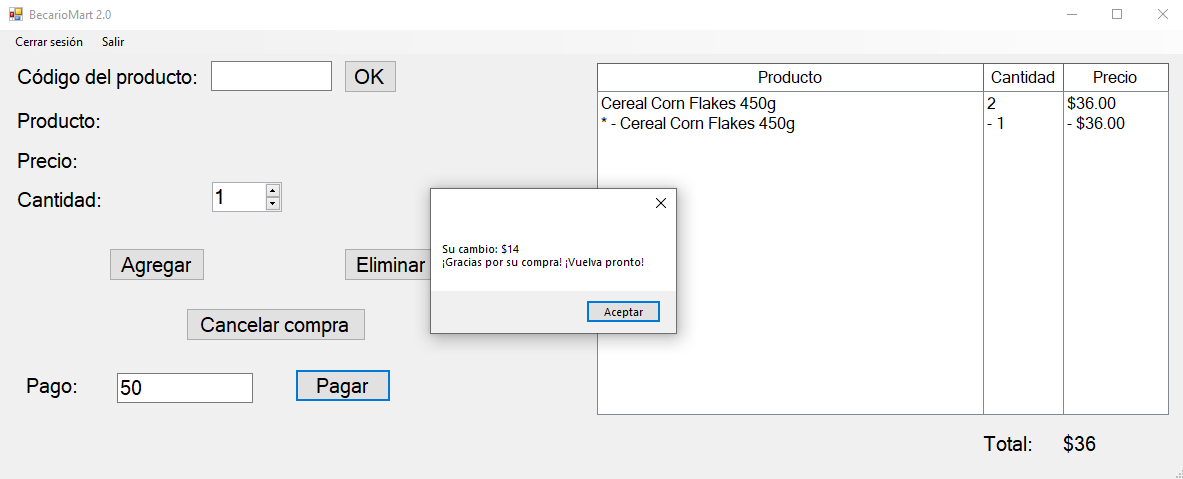 BecarioMart 2.0
Cerrar sesión Salir
Código del producto: OK
Producto:
Precio:
Cantidad: 1
Agregar Eliminar
Cancelar compra
Pago: 50 Pagar
Producto Cantidad Precio
Cereal Corn Flakes 450g 2 $36.00
* - Cereal Corn Flakes 450g - 1 - $36.00
Total: $36
Su cambio: $14
¡Gracias por su compra! ¡Vuelva pronto!
Aceptar